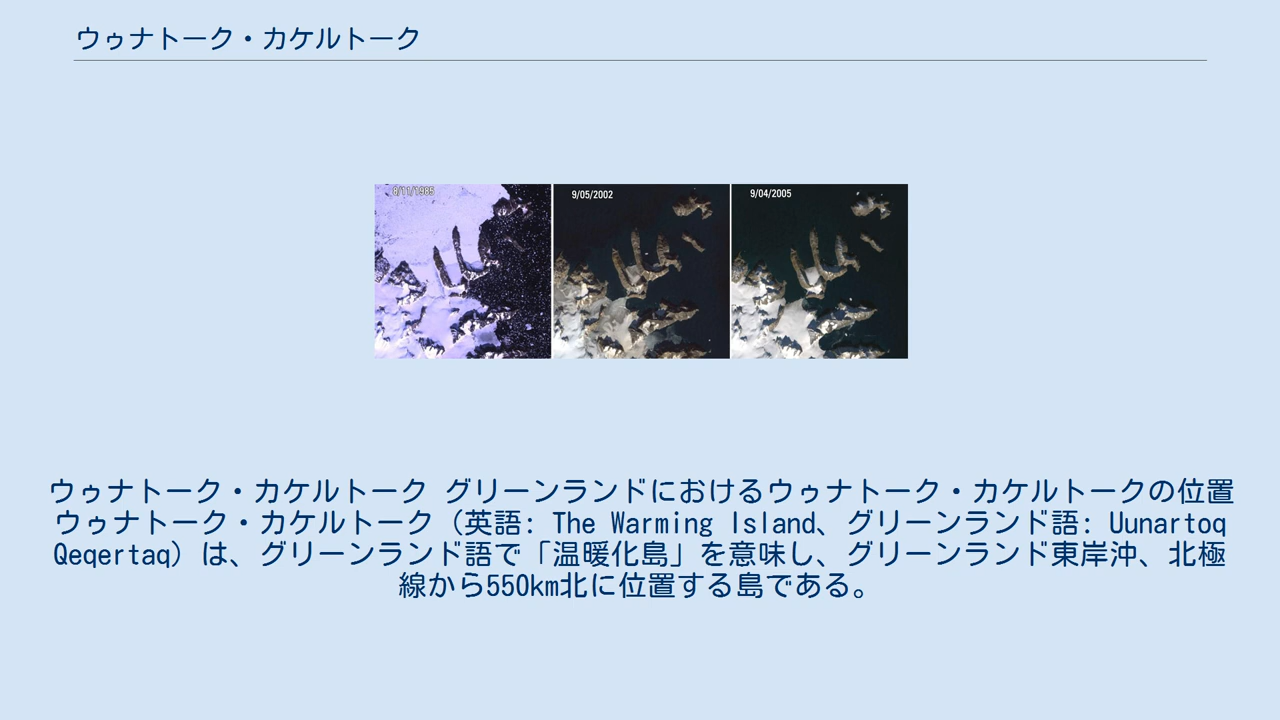 ウゥナトーク・カケルトーク
8/11/1985
9/05/2002
9/04/2005
ウゥナトーク・カケルトーク グリーンランドにおけるウゥナトーク・カケルトークの位置
ウゥナトーク・カケルトーク（英語: The Warming Island、グリーンランド語: Uunartoq
Qeqertaq）は、グリーンランド語で「温暖化島」を意味し、グリーンランド東岸沖、北極
線から550km北に位置する島である。